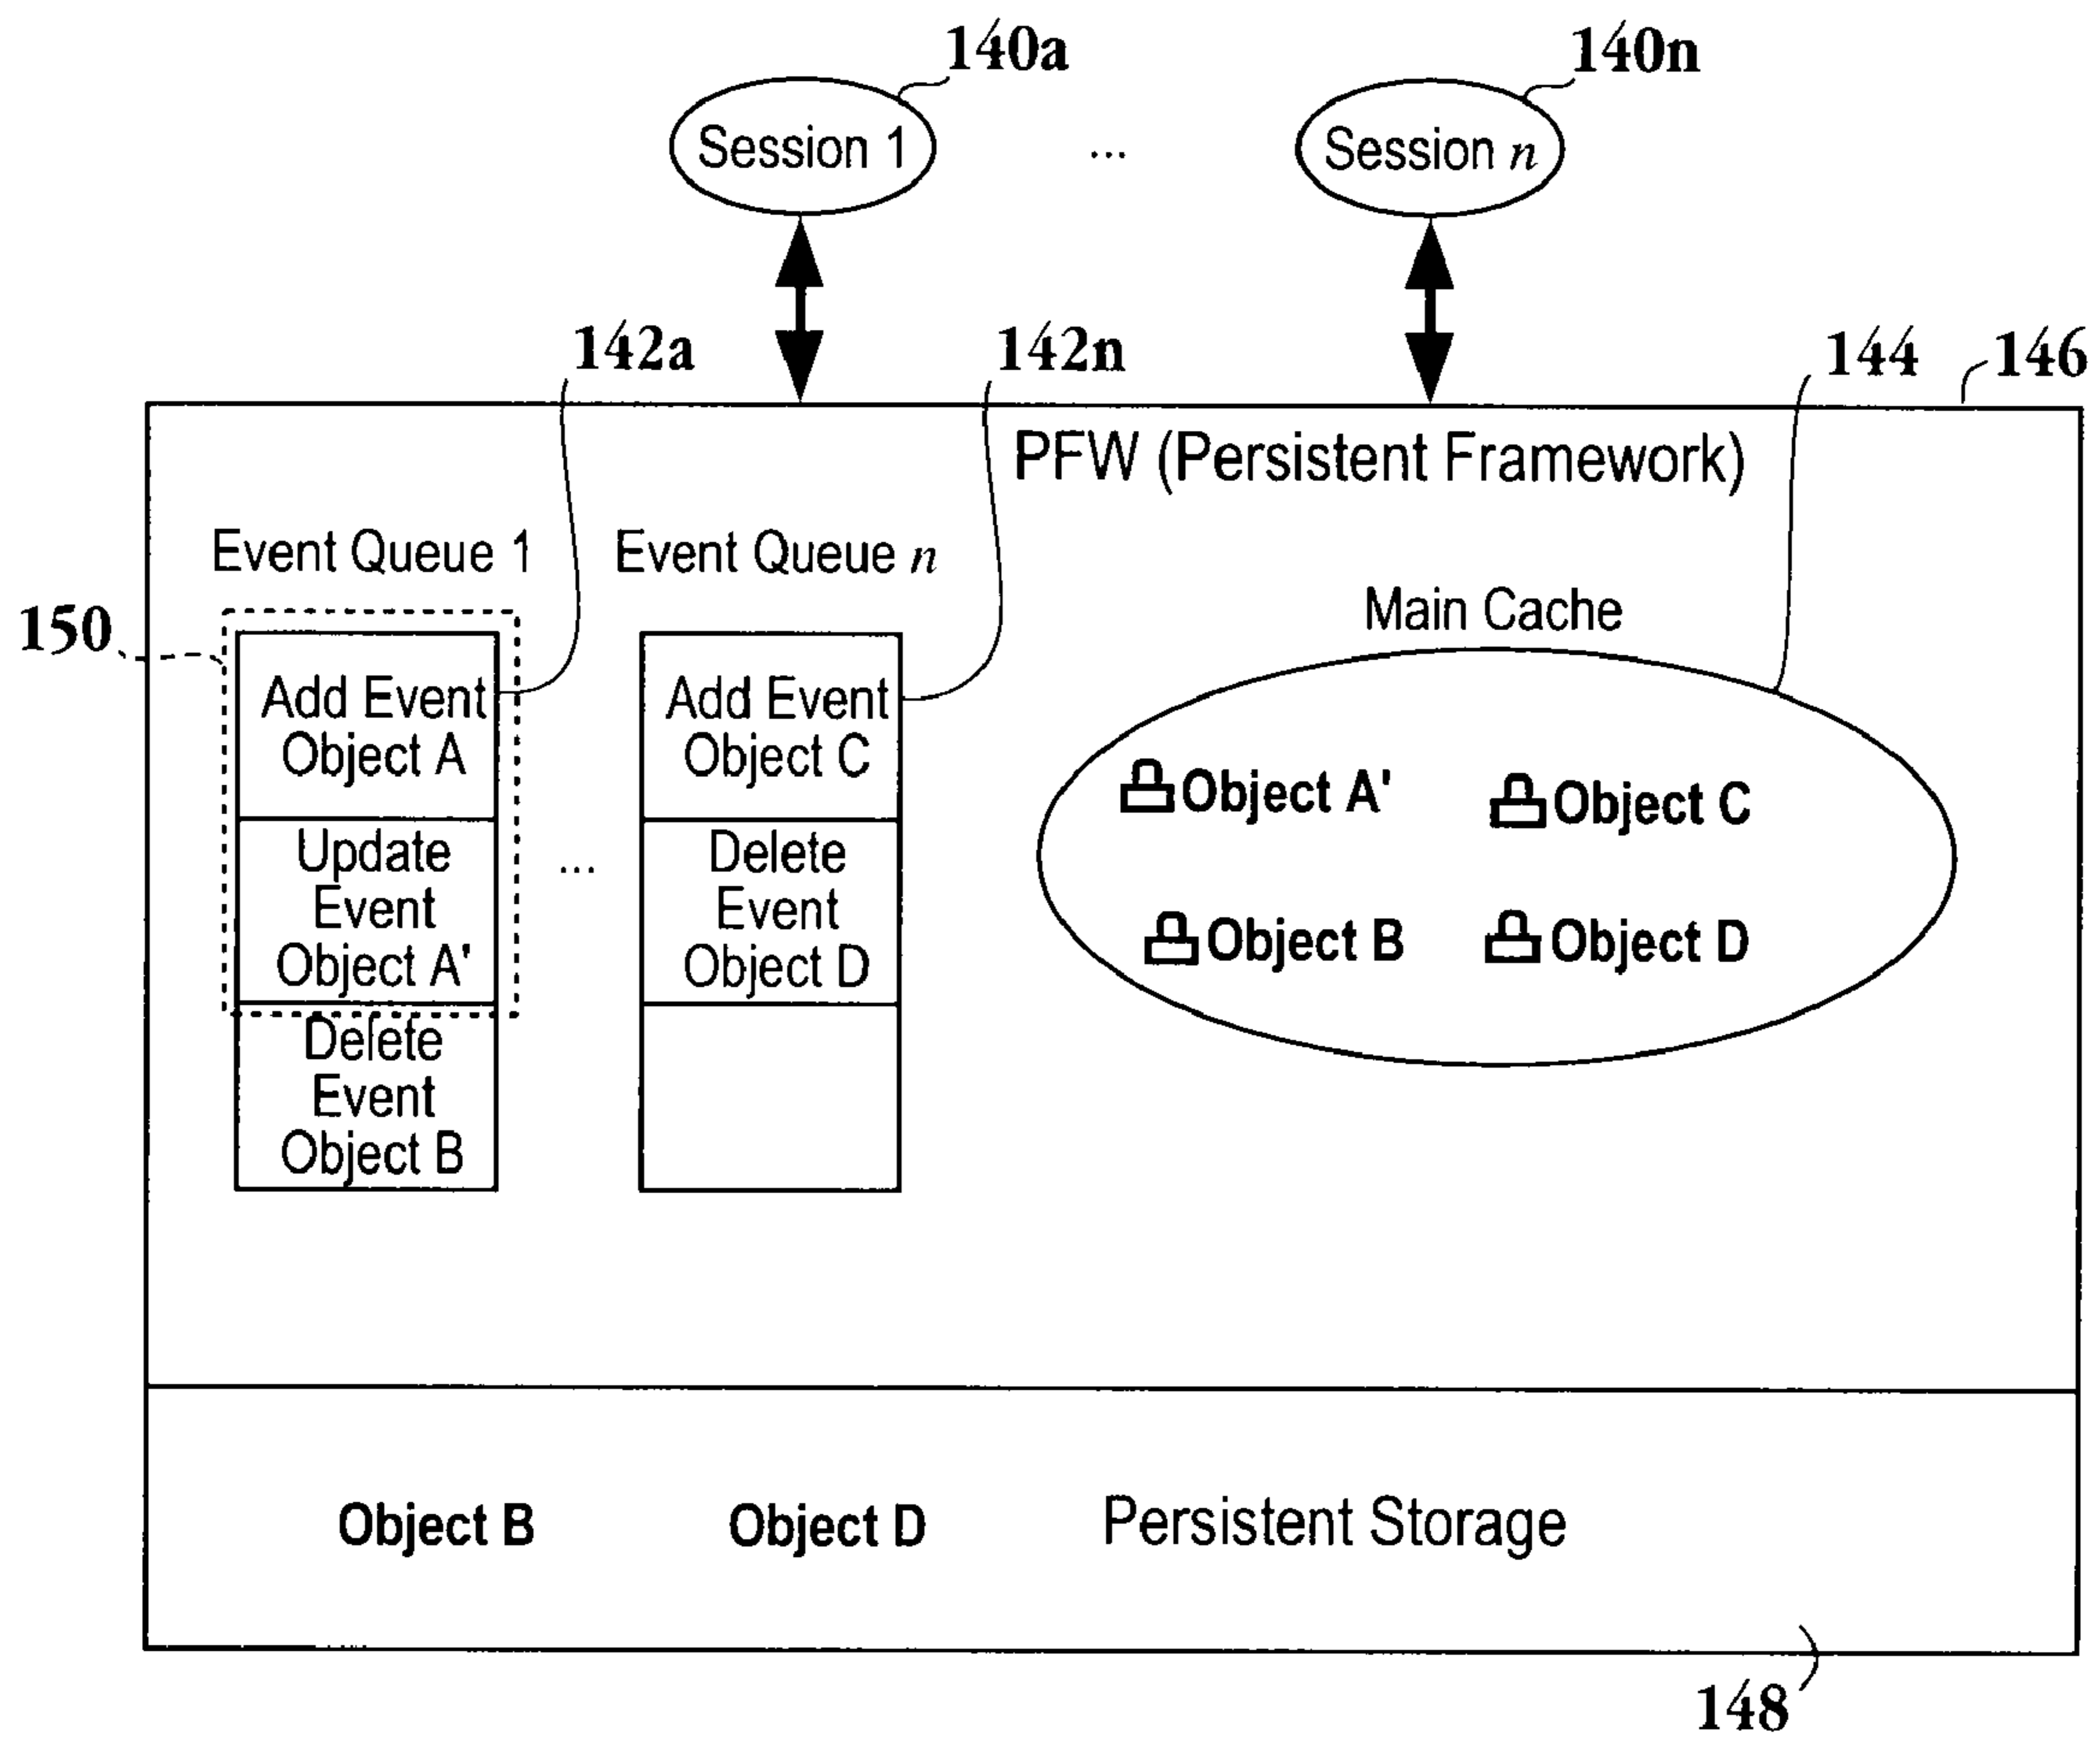 140a
140n
Session 1
...
Session n
142a
142n
144
146
PFW (Persistent Framework)
Event Queue 1
Event Queue n
Main Cache
150
Add Event
Object A
Update
Event
Object A'
Delete
Event
Object B
...
Add Event
Object C
Delete
Event
Object D
Object A'
Object C
Object B
Object D
Object B
Object D
Persistent Storage
148